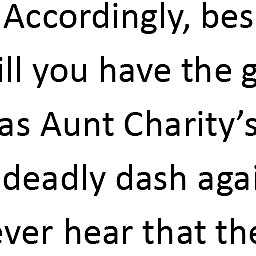 Accordingly, bes
ill you have the g
as Aunt Charity’s
deadly dash agai
ever hear that the